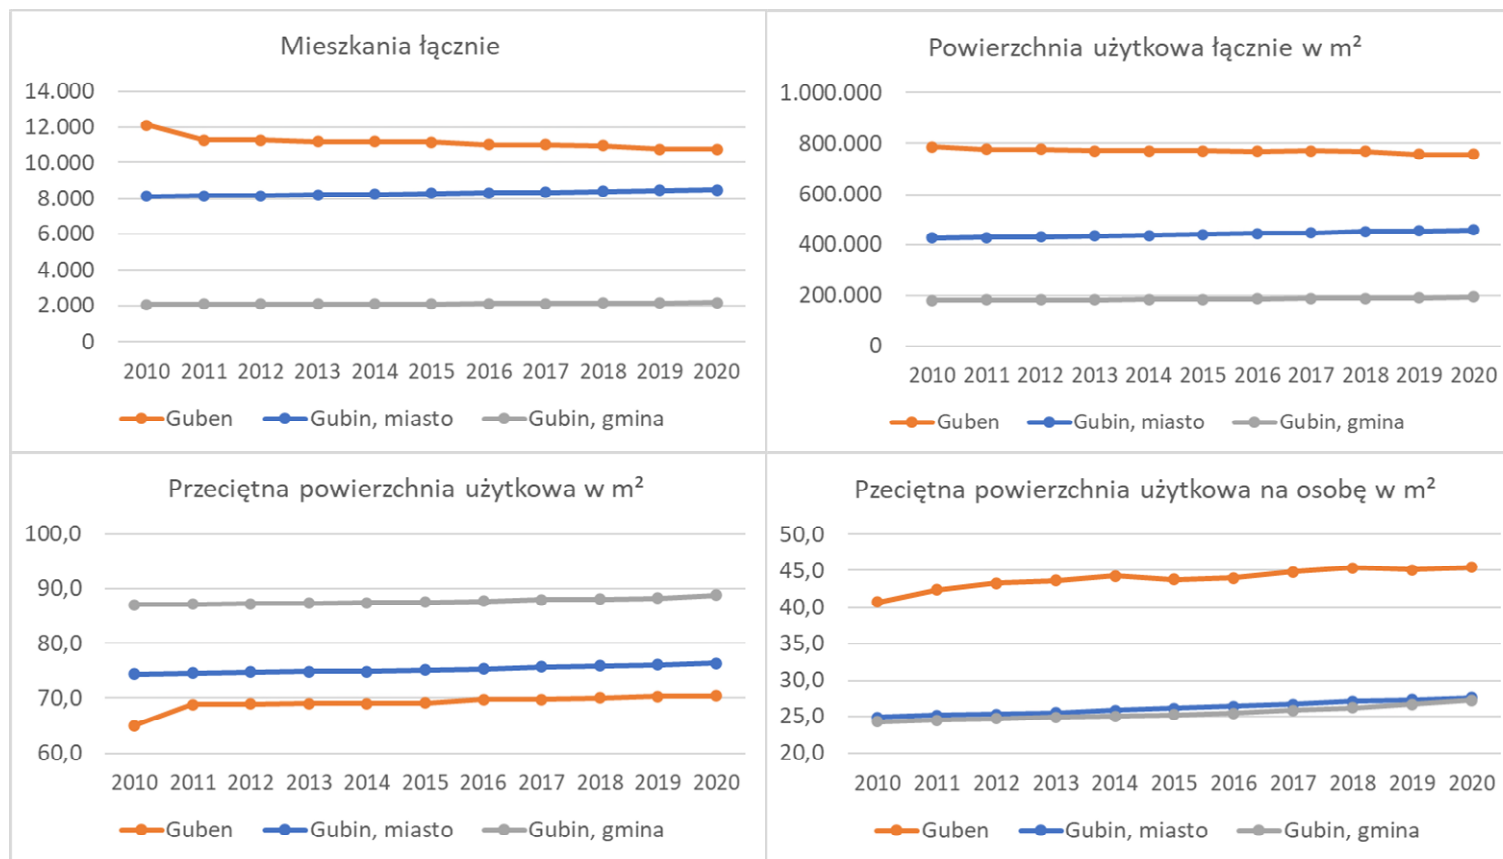 Mieszkania łącznie
14.000
12.000
10.000
8.000
6.000
4.000
2.000
0
2010 2011 2012 2013 2014 2015 2016 2017 2018 2019 2020
Guben Gubin, miasto Gubin, gmina
Powierzchnia użytkowa łącznie w m²
1.000.000
800.000
600.000
400.000
200.000
0
2010 2011 2012 2013 2014 2015 2016 2017 2018 2019 2020
Guben Gubin, miasto Gubin, gmina
Przeciętna powierzchnia użytkowa w m²
100,0
90,0
80,0
70,0
60,0
2010 2011 2012 2013 2014 2015 2016 2017 2018 2019 2020
Guben Gubin, miasto Gubin, gmina
Pzeciętna powierzchnia użytkowa na osobę w m²
50,0
45,0
40,0
35,0
30,0
25,0
20,0
2010 2011 2012 2013 2014 2015 2016 2017 2018 2019 2020
Guben Gubin, miasto Gubin, gmina